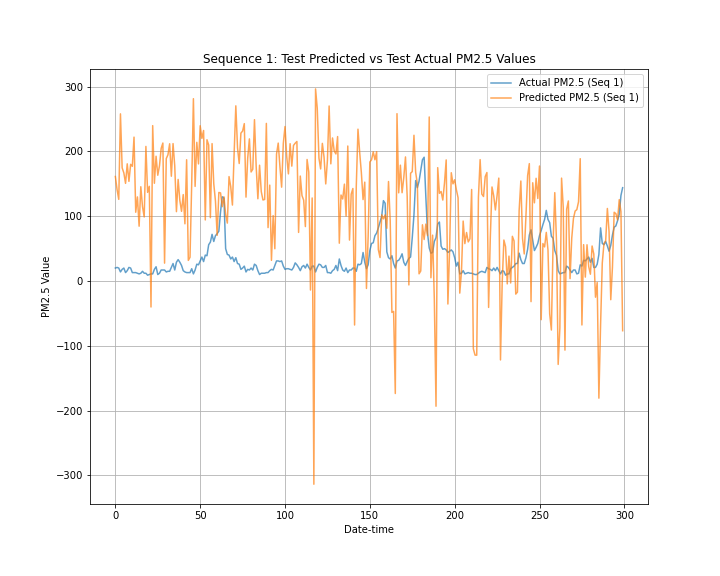 Sequence 1: Test Predicted vs Test Actual PM2.5 Values
Actual PM2.5 (Seq 1)
Predicted PM2.5 (Seq 1)
300
200
100
0
−100
−200
−300
PM2.5 Value
0 50 100 150 200 250 300
Date-time